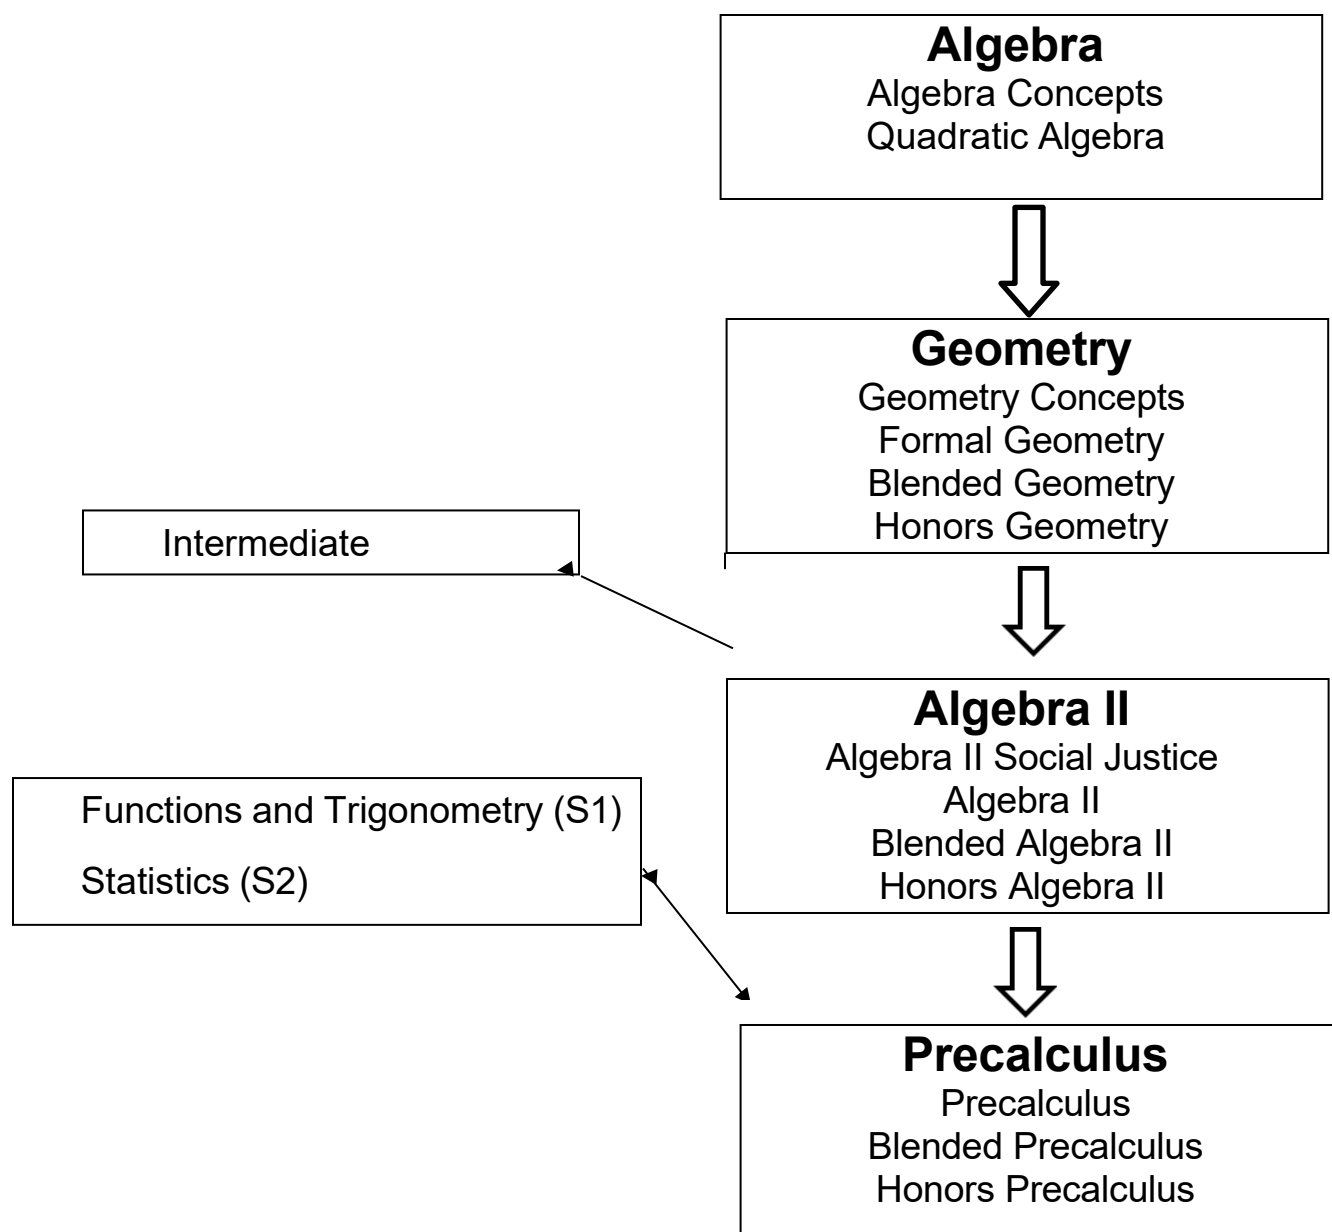 Algebra
Algebra Concepts
Quadratic Algebra
Geometry
Geometry Concepts
Formal Geometry
Blended Geometry
Honors Geometry
Intermediate
Algebra II
Algebra II Social Justice
Algebra II
Blended Algebra II
Honors Algebra II
Functions and Trigonometry (S1)
Statistics (S2)
Precalculus
Precalculus
Blended Precalculus
Honors Precalculus